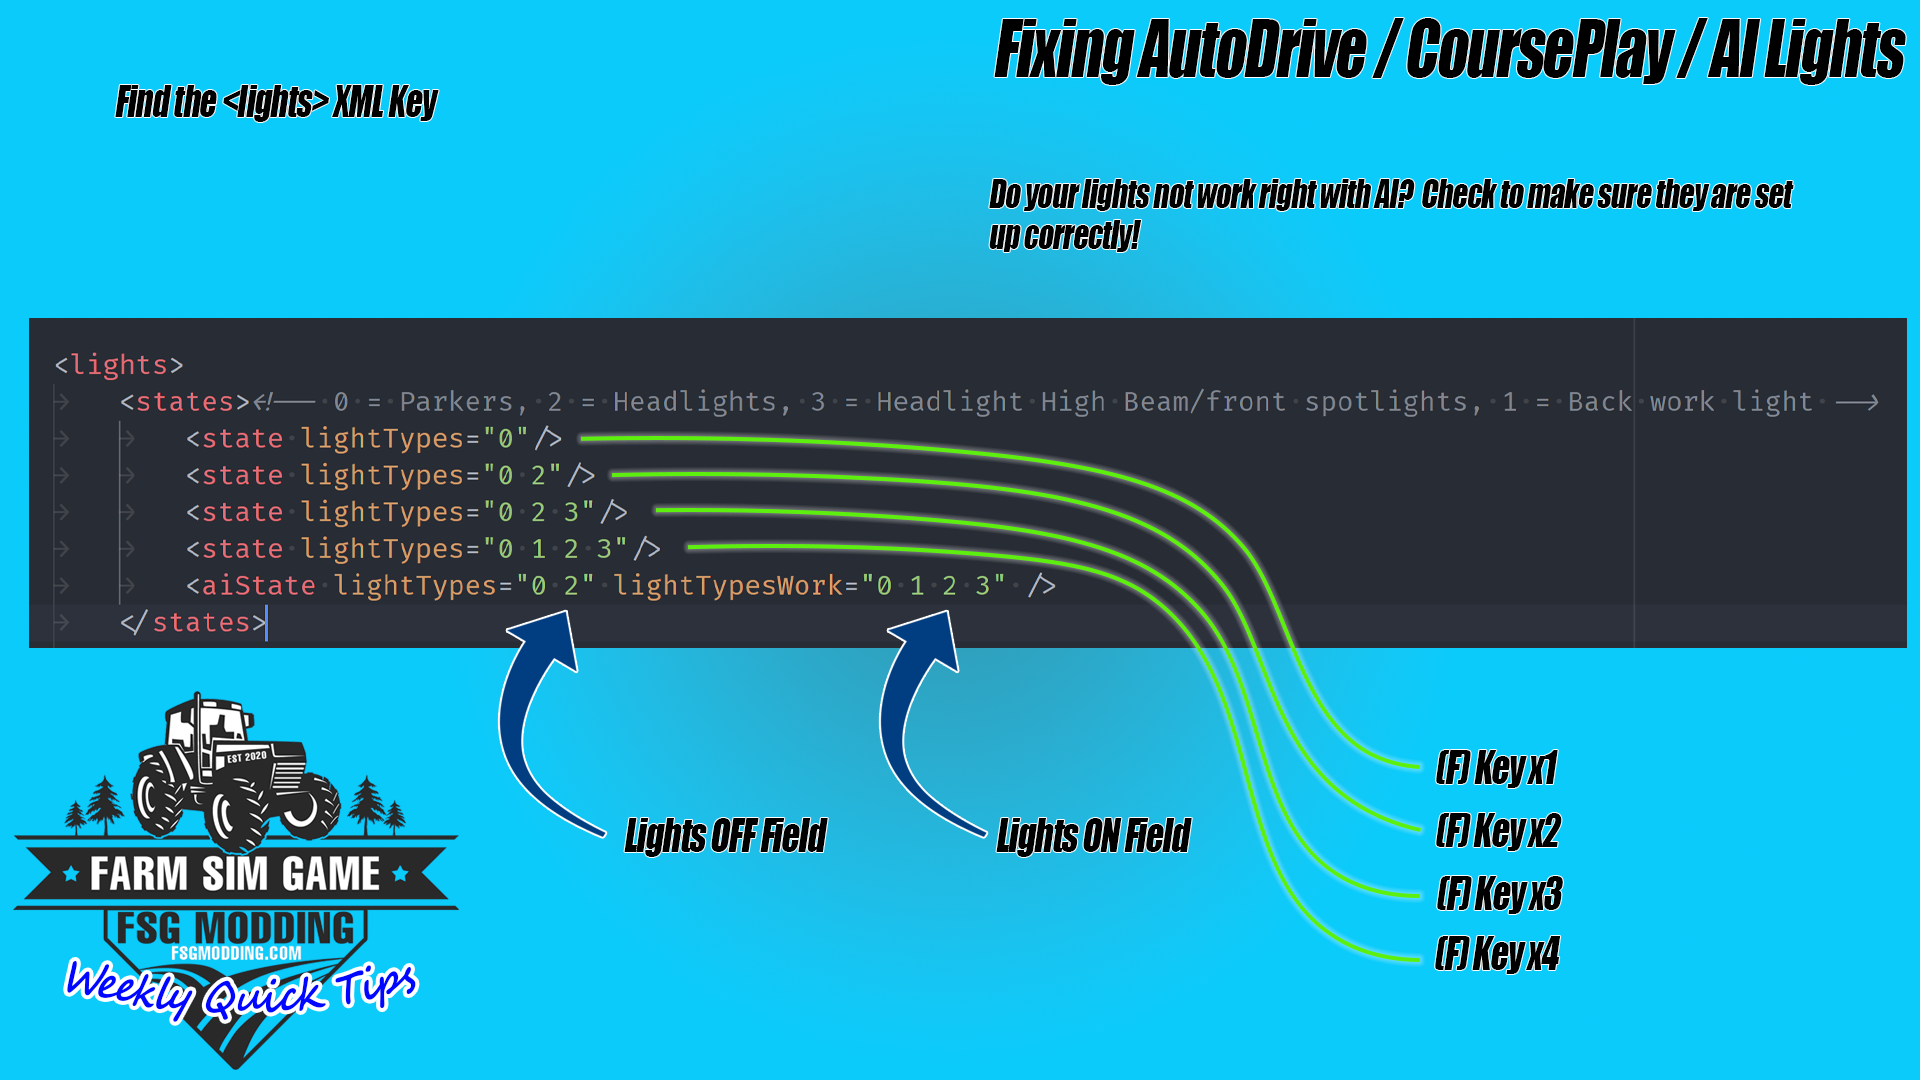 Fixing AutoDrive / CoursePlay / AI Lights
Find the <lights> XML Key
Do your lights not work right with AI? Check to make sure they are set
up correctly!
<lights>
<states><!-- 0 = Parkers, 2 = Headlights, 3 = Headlight High Beam/front spotlights, 1 = Back work light -->
<state lightTypes="0"/>
<state lightTypes="0 2"/>
<state lightTypes="0 2 3"/>
<state lightTypes="0 1 2 3"/>
<aiState lightTypes="0 2" lightTypesWork="0 1 2 3" />
</states>
Lights OFF Field
Lights ON Field
(F) Key x1
(F) Key x2
(F) Key x3
(F) Key x4
EST 2020
FARM SIM GAME
FSG MODDING
FSGMODDING.COM
Weekly Quick Tips